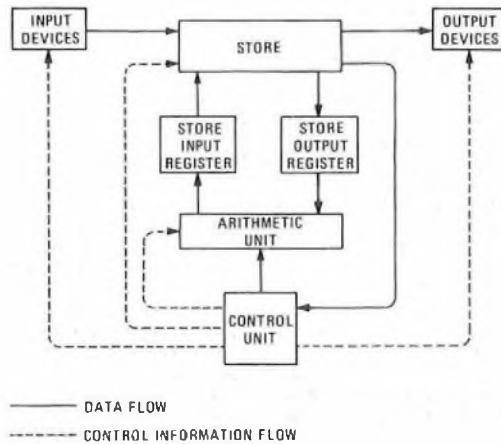 INPUT
DEVICES
STORE
OUTPUT
DEVICES
STORE
INPUT
REGISTER
STORE
OUTPUT
REGISTER
ARITHMETIC
UNIT
CONTROL
UNIT
DATA FLOW
CONTROL INFORMATION FLOW